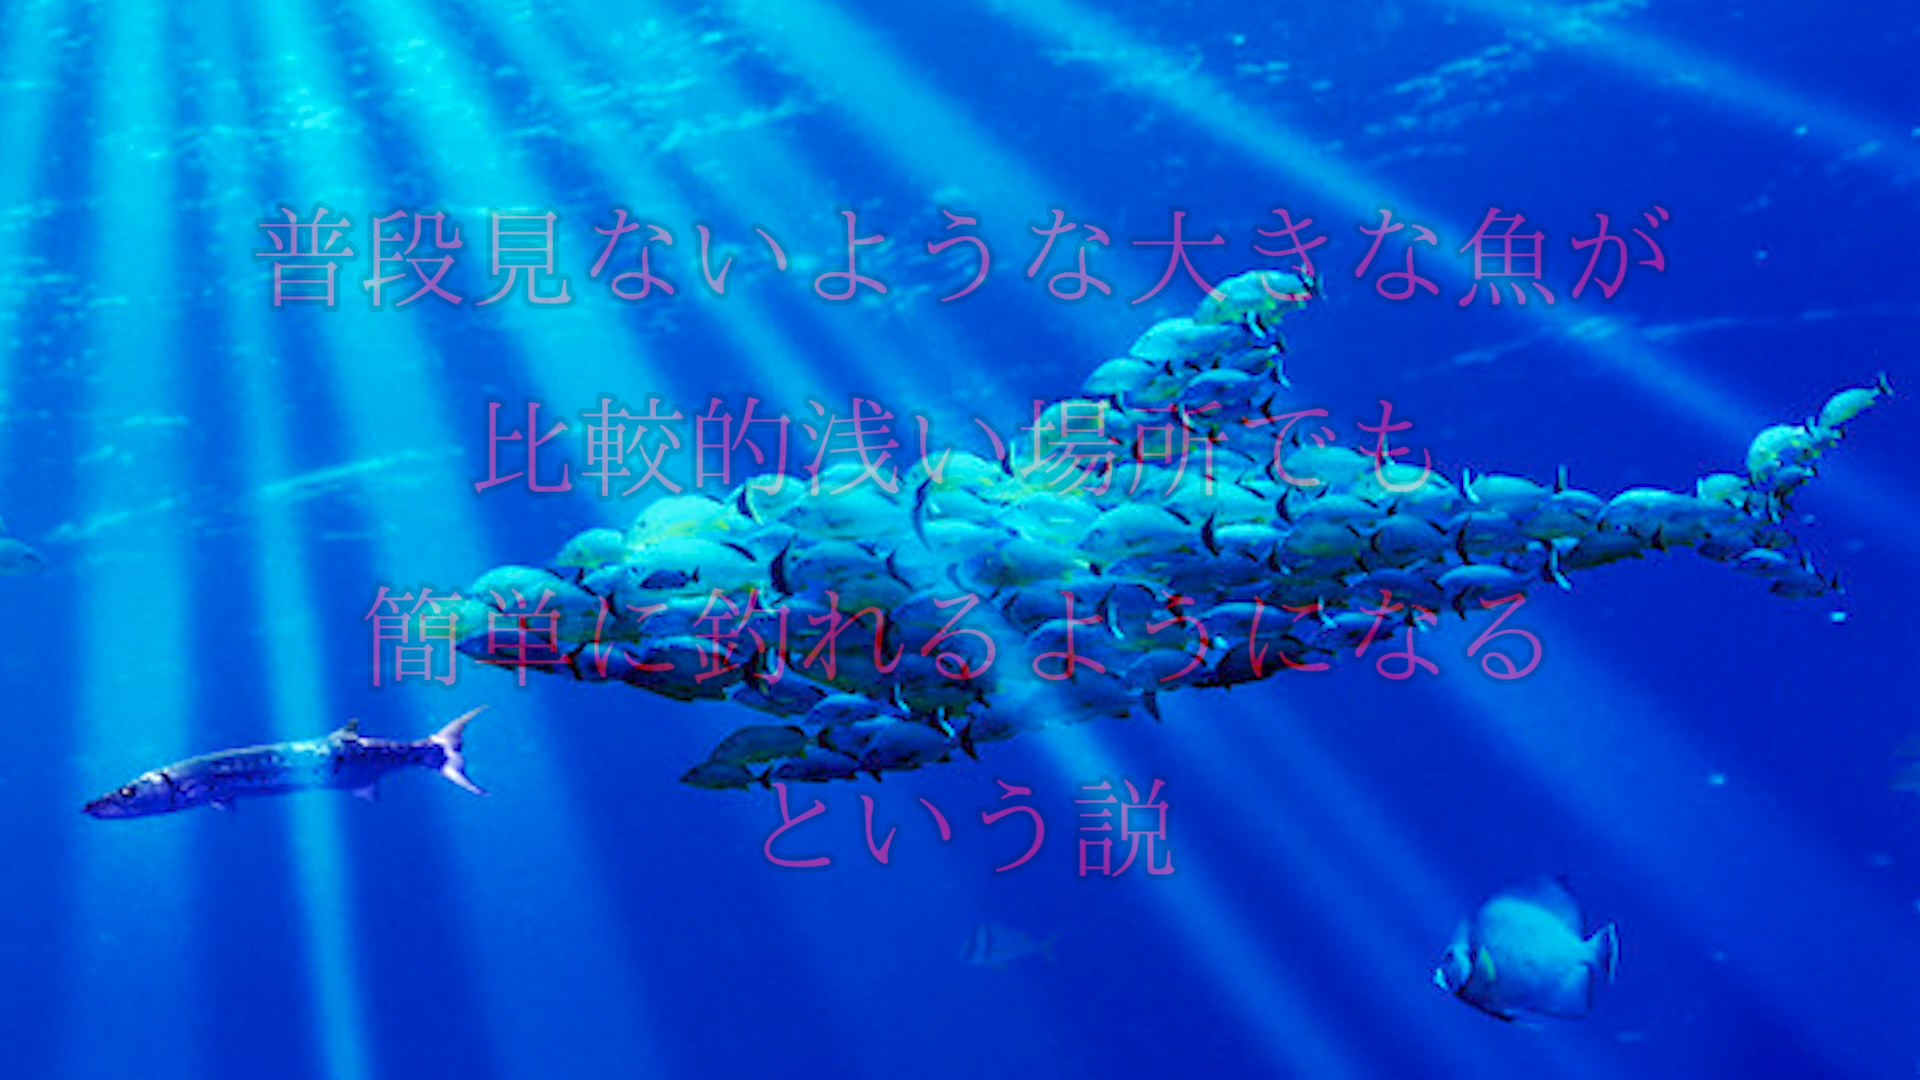 普段見ないような大きな魚が
比較的浅い場所でも
簡単に釣れるようになる
という説